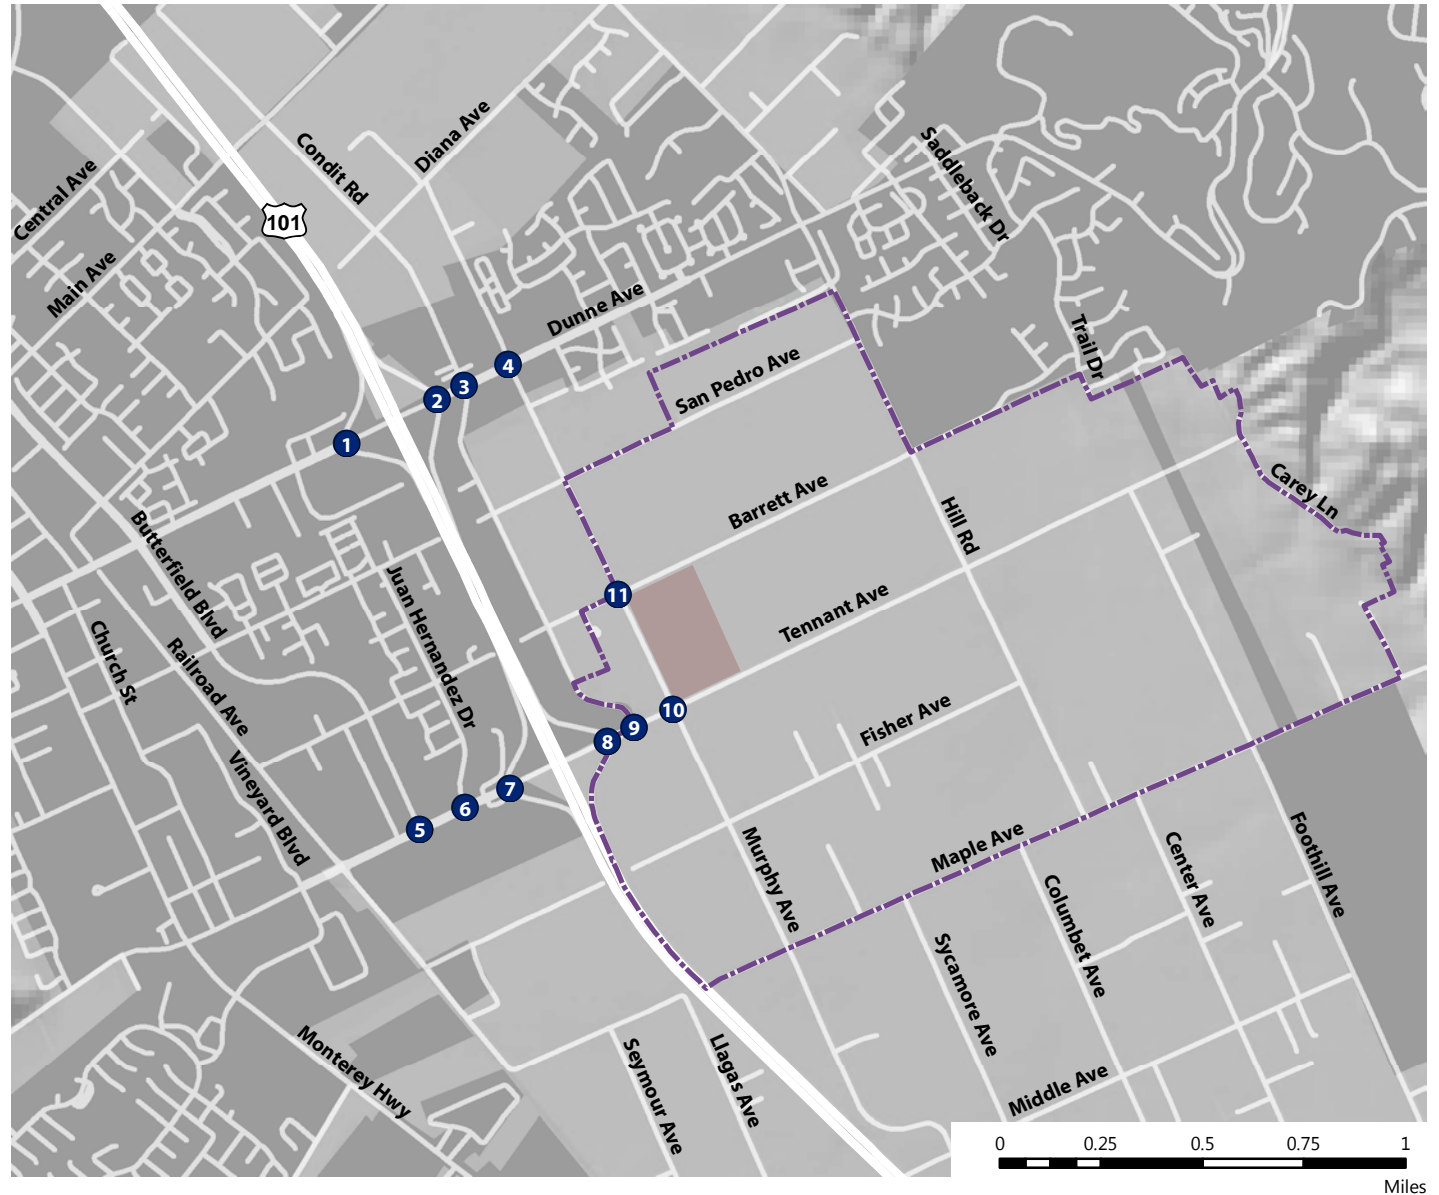 Central Ave
Main Ave
101
Condit Rd
Diana Ave
Saddleback Dr
Dunne Ave
Trail Dr
4
3
2
1
San Pedro Ave
Barrett Ave
Hill Rd
Carey Ln
Butterfield Blvd
Juan Hernandez Dr
11
Tennant Ave
Church St
Railroad Ave
10
9
8
Fisher Ave
Vineyard Blvd
7
6
5
Murphy Ave
Maple Ave
Center Ave
Foothill Ave
Columbet Ave
Sycamore Ave
Monterey Hwy
Seymour Ave
Llagas Ave
Middle Ave
0 0.25 0.5 0.75 1
Miles